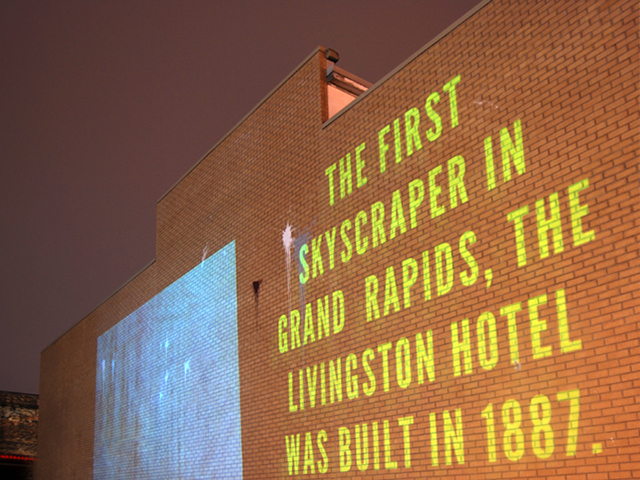 THE FIRST
SKYSCRAPER IN
GRAND RAPIDS, THE
LIVINGSTON HOTEL
WAS BUILT IN 1887.